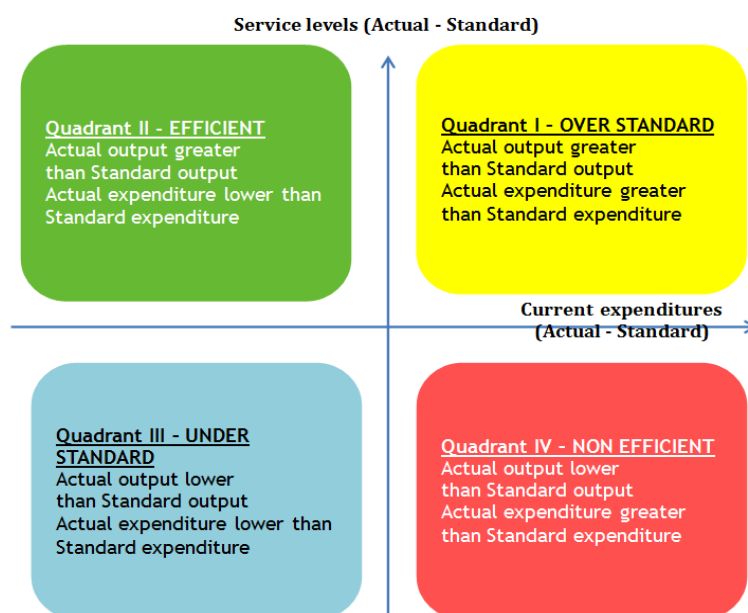 Service levels (Actual - Standard)
Quadrant II - EFFICIENT
Actual output greater
than Standard output
Actual expenditure lower than
Standard expenditure
Quadrant I - OVER STANDARD
Actual output greater
than Standard output
Actual expenditure greater
than Standard expenditure
Current expenditures
(Actual - Standard)
Quadrant III - UNDER
STANDARD
Actual output lower
than Standard output
Actual expenditure lower than
Standard expenditure
Quadrant IV - NON EFFICIENT
Actual output lower
than Standard output
Actual expenditure greater
than Standard expenditure